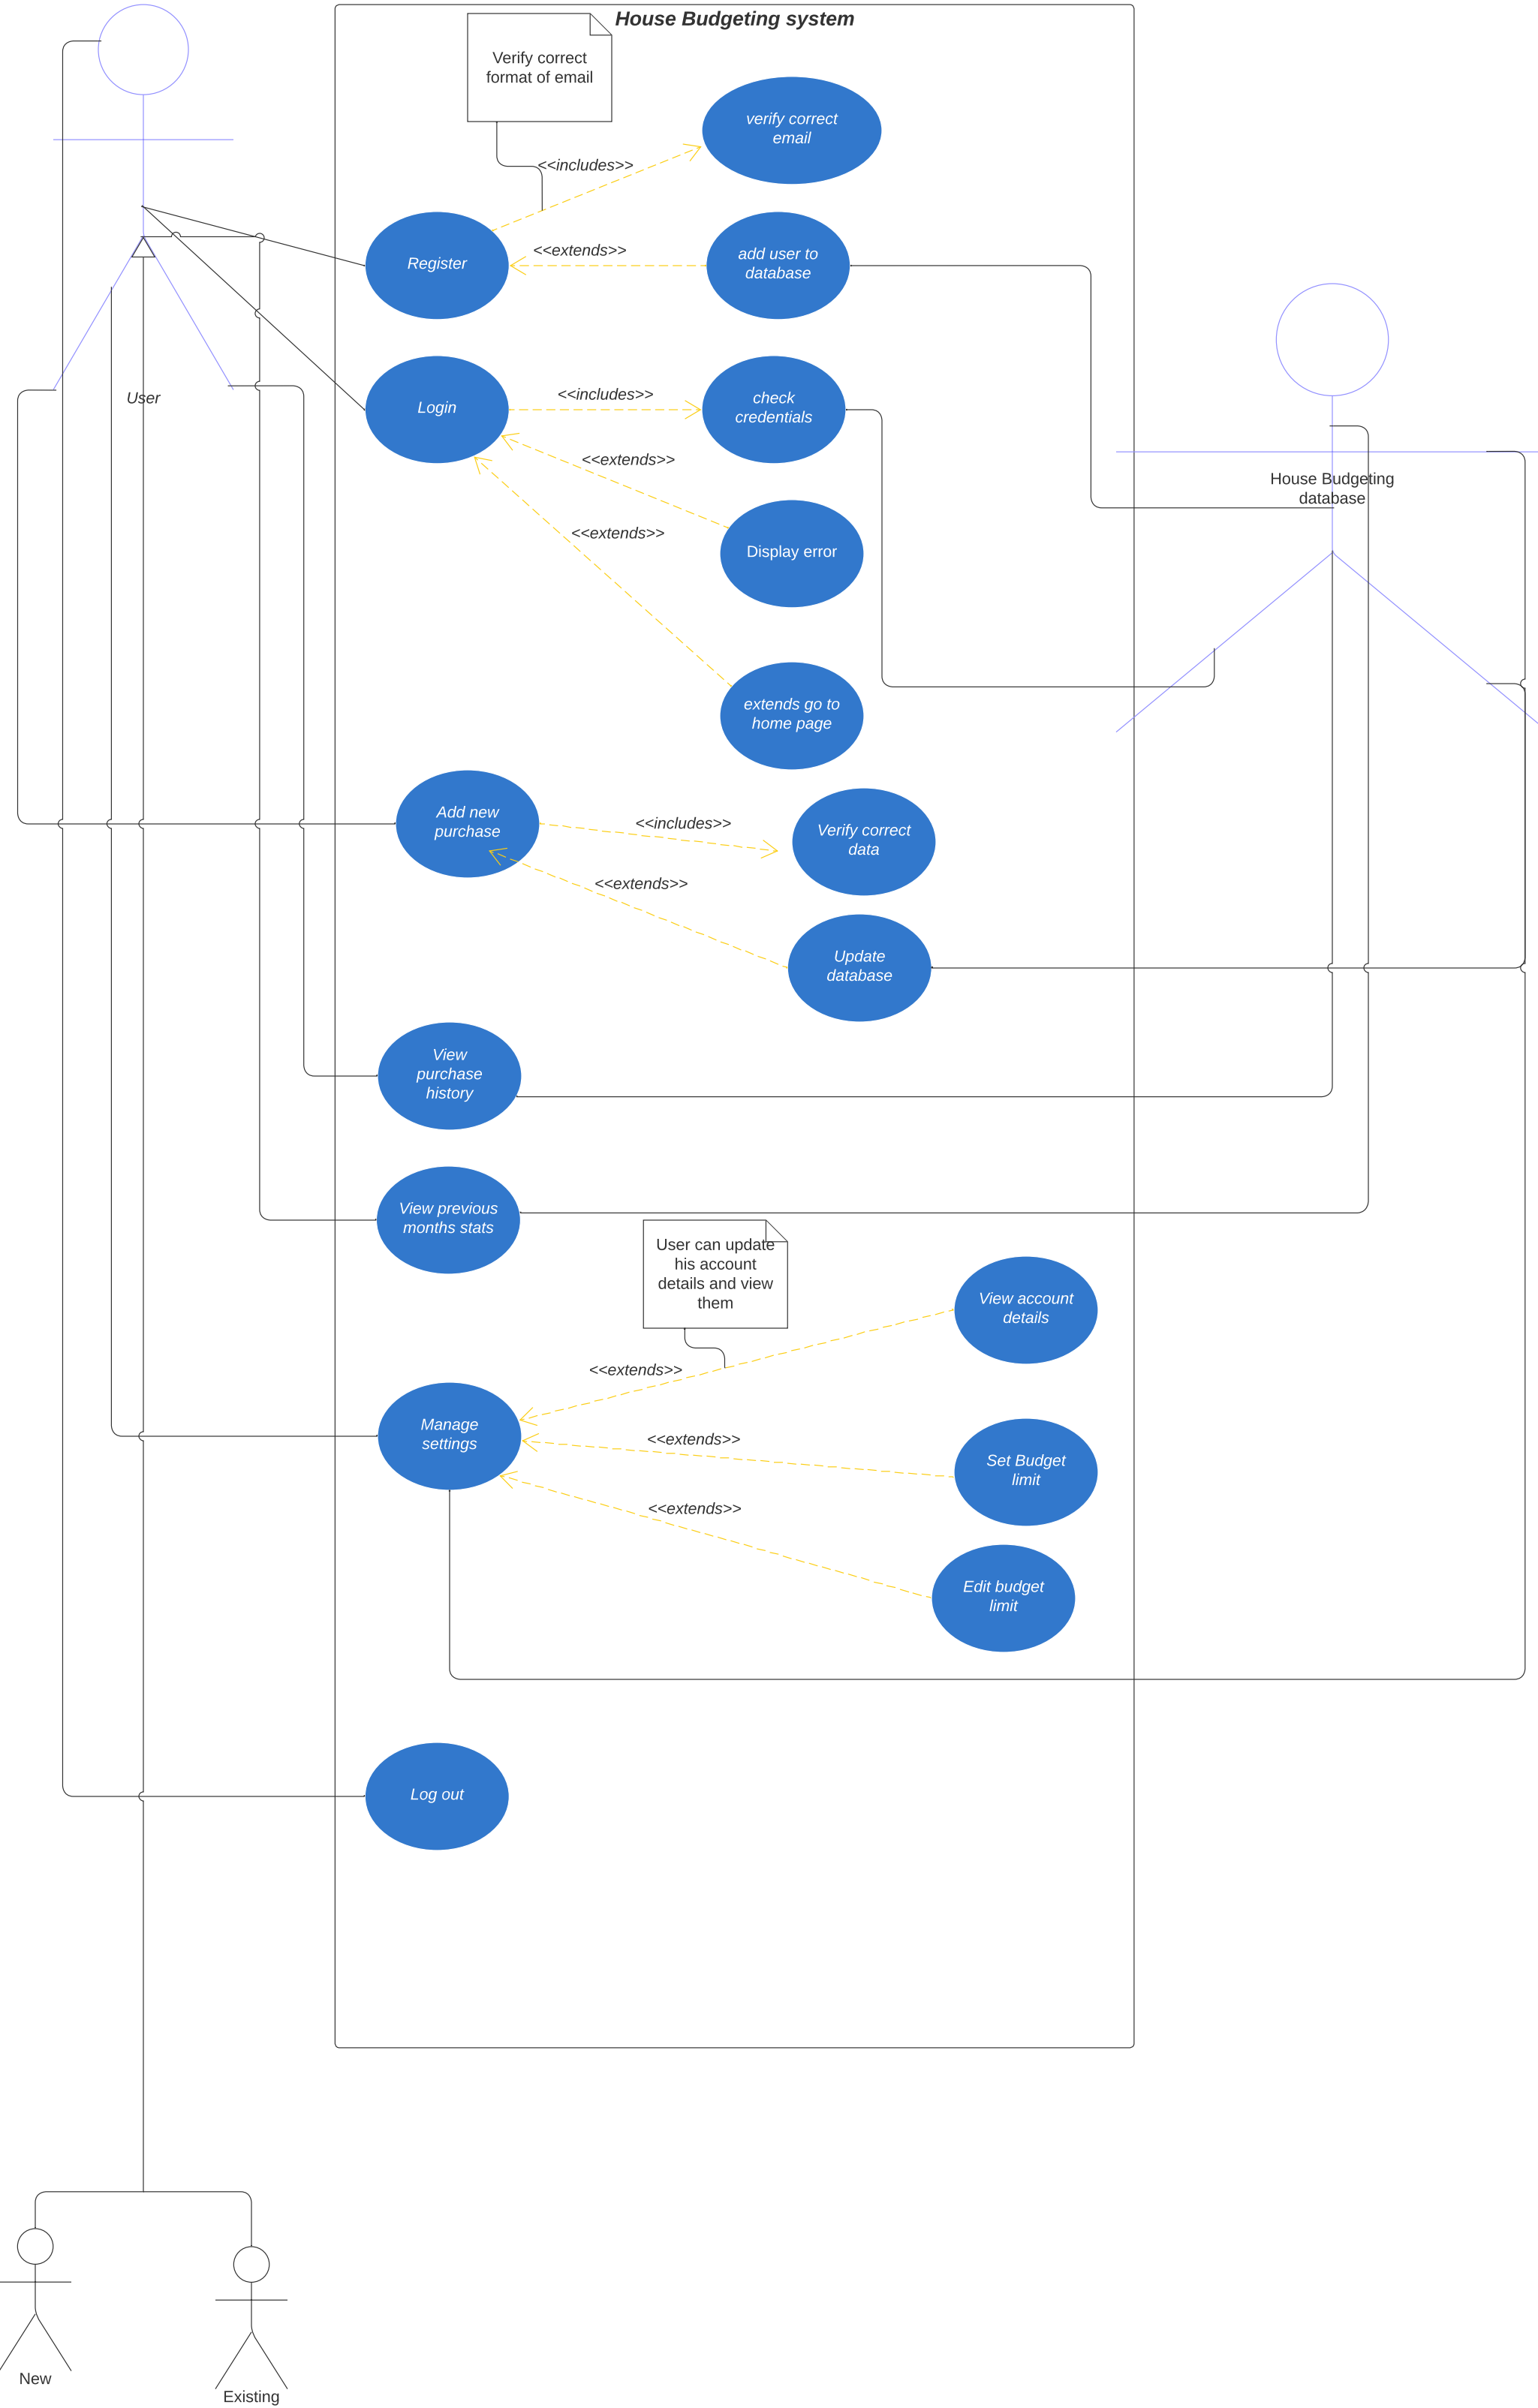 House Budgeting system
Verify correct
format of email
verify correct
email
<<includes>>
Register
<<extends>>
add user to
database
User
Login
<<includes>>
check
credentials
<<extends>>
House Budgeting
database
<<extends>>
Display error
extends go to
home page
Add new
purchase
<<includes>>
Verify correct
data
<<extends>>
Update
database
View
purchase
history
View previous
months stats
User can update
his account
details and view
them
View account
details
<<extends>>
Manage
settings
<<extends>>
Set Budget
limit
<<extends>>
Edit budget
limit
Log out
New
Existing